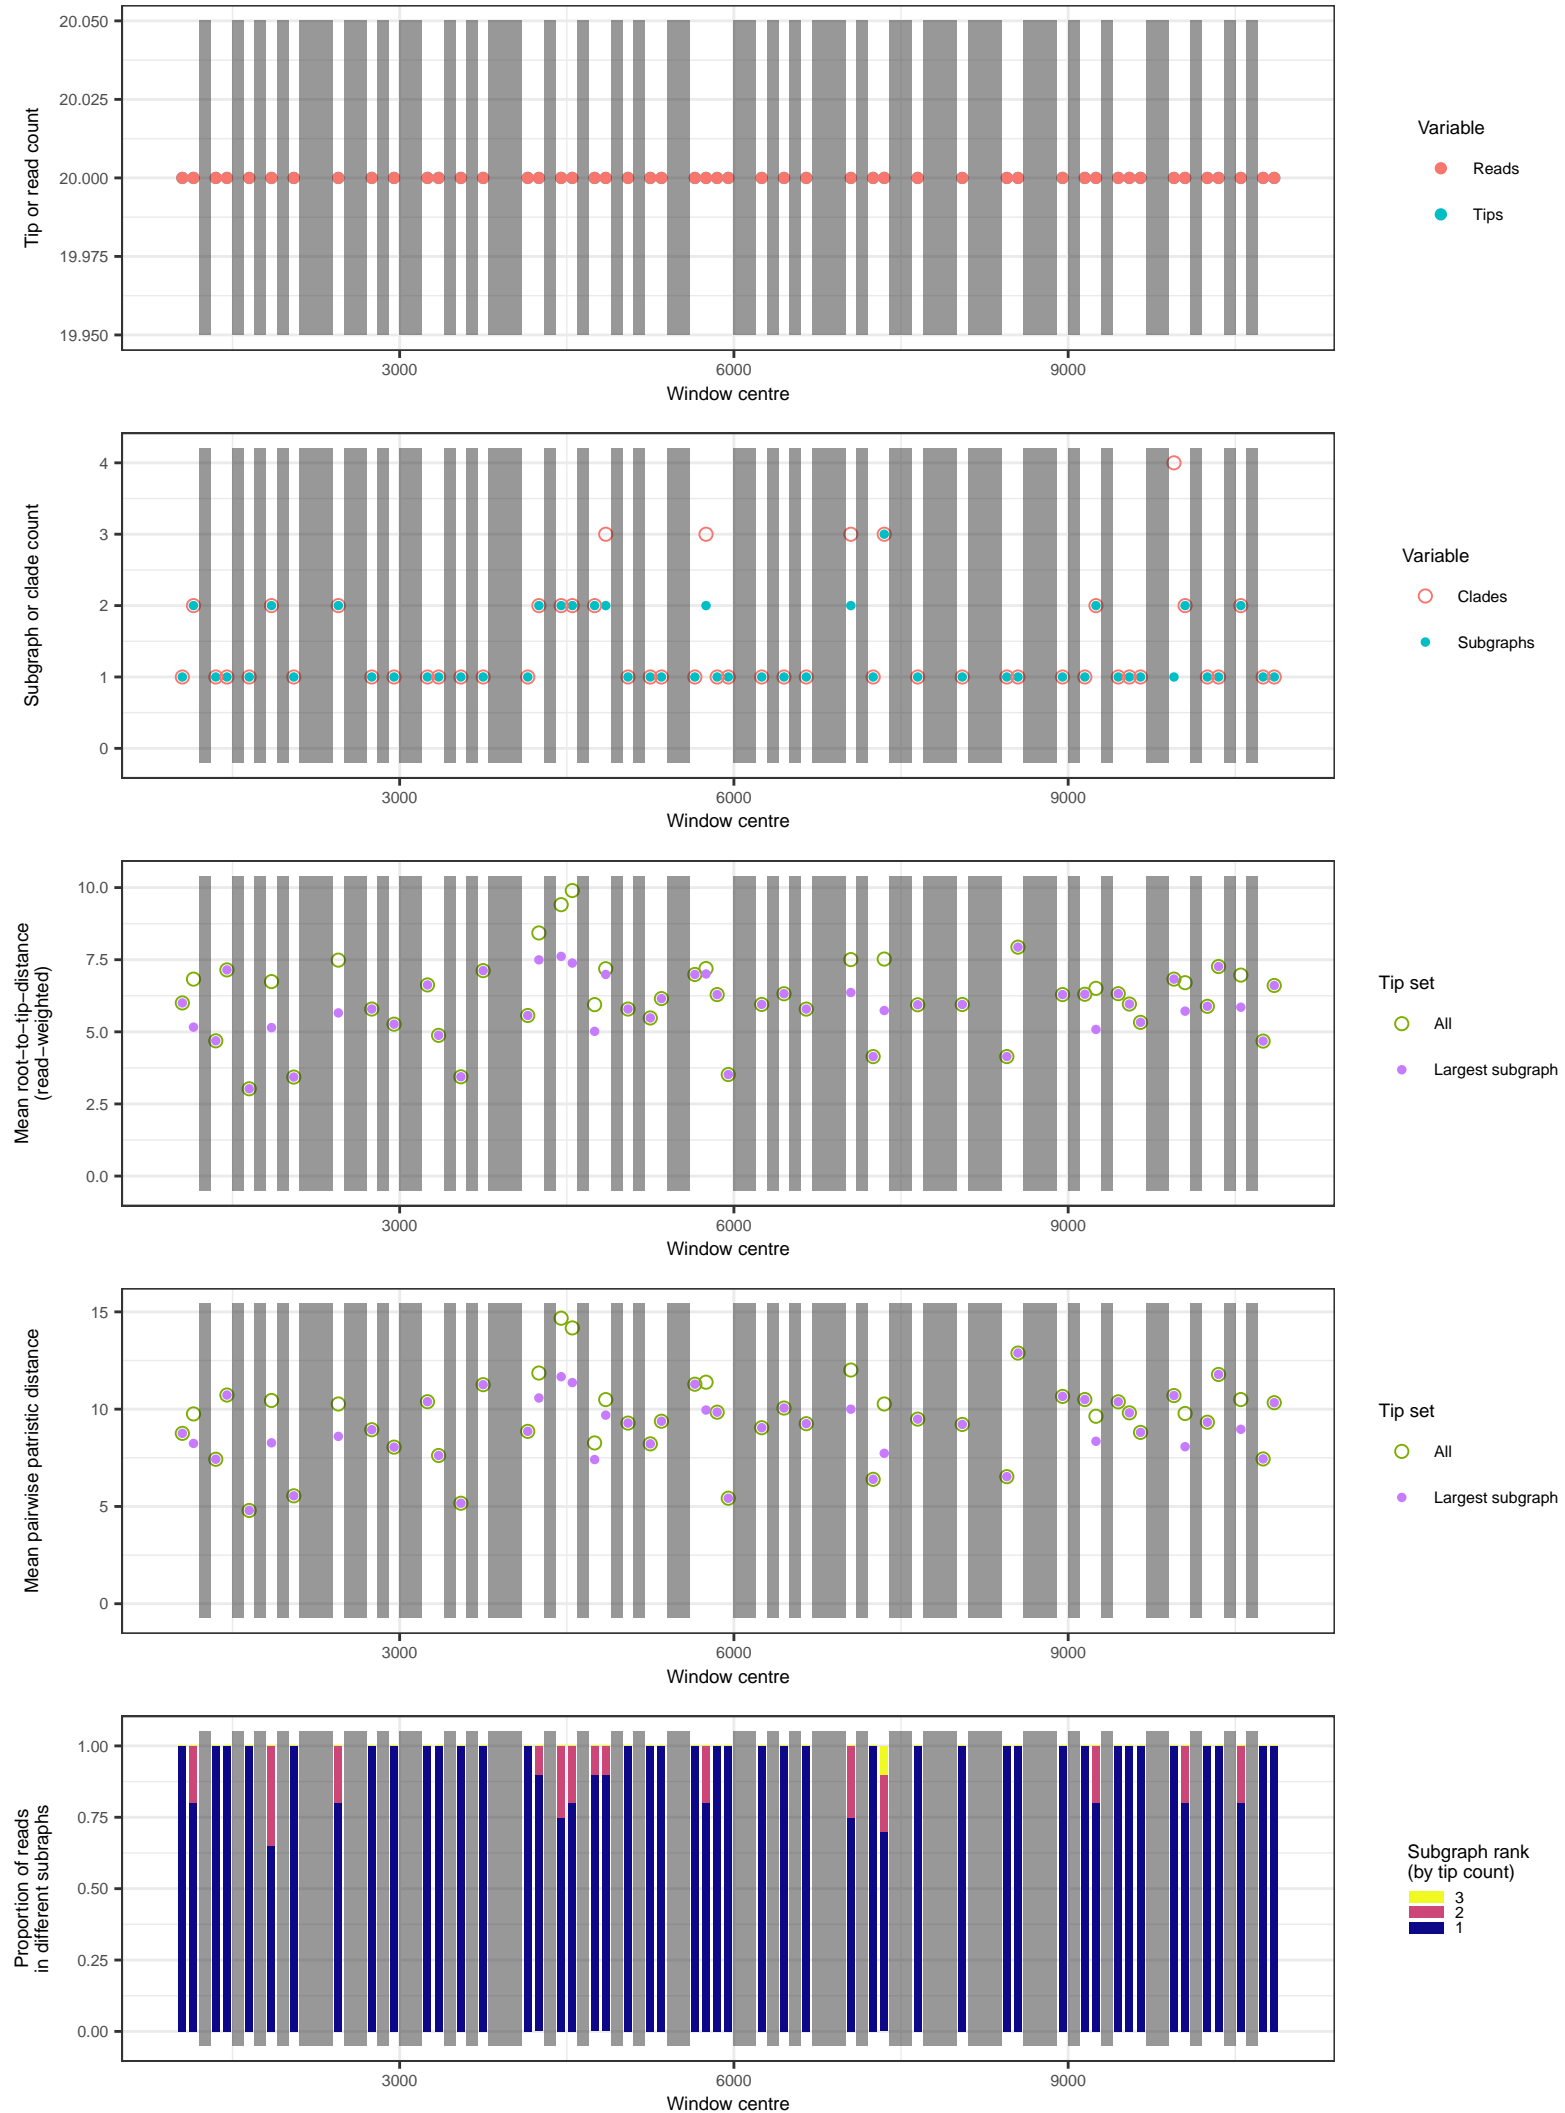 20.050
20.025
20.000
19.975
19.950
Tip or read count
3000
6000
9000
Window centre
Variable
Reads
Tips
4
3
2
1
0
Subgraph or clade count
3000
6000
9000
Window centre
Variable
Clades
Subgraphs
10.0
7.5
5.0
2.5
0.0
Mean root−to−tip−distance
(read−weighted)
3000
6000
9000
Window centre
Tip set
All
Largest subgraph
15
10
5
0
Mean pairwise patristic distance
3000
6000
9000
Window centre
Tip set
All
Largest subgraph
1.00
0.75
0.50
0.25
0.00
Proportion of reads
in different subraphs
3000
6000
9000
Window centre
Subgraph rank
(by tip count)
3
2
1